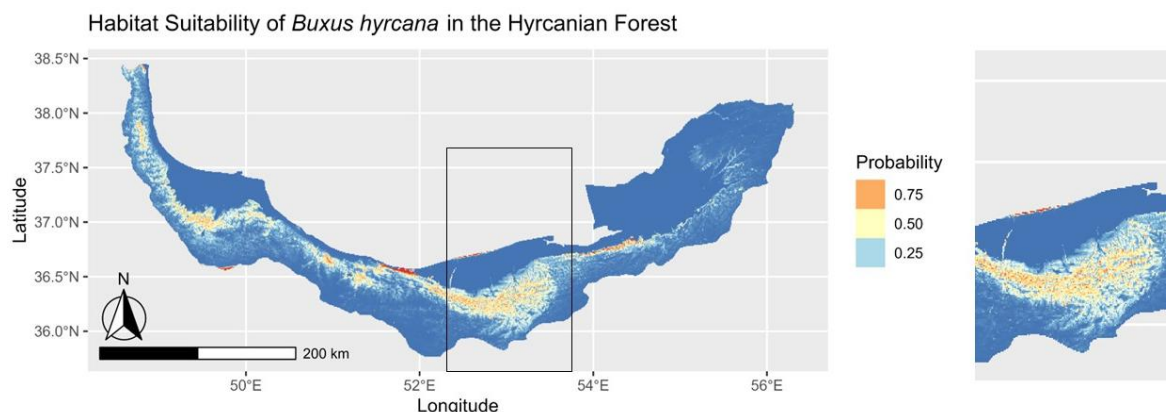 Habitat Suitability of Buxus hyrcana in the Hyrcanian Forest
38.5°N
38.0°N
37.5°N
37.0°N
36.5°N
36.0°N
Latitude
N
200 km
50°E
52°E
54°E
56°E
Longitude
Probability
0.75
0.50
0.25